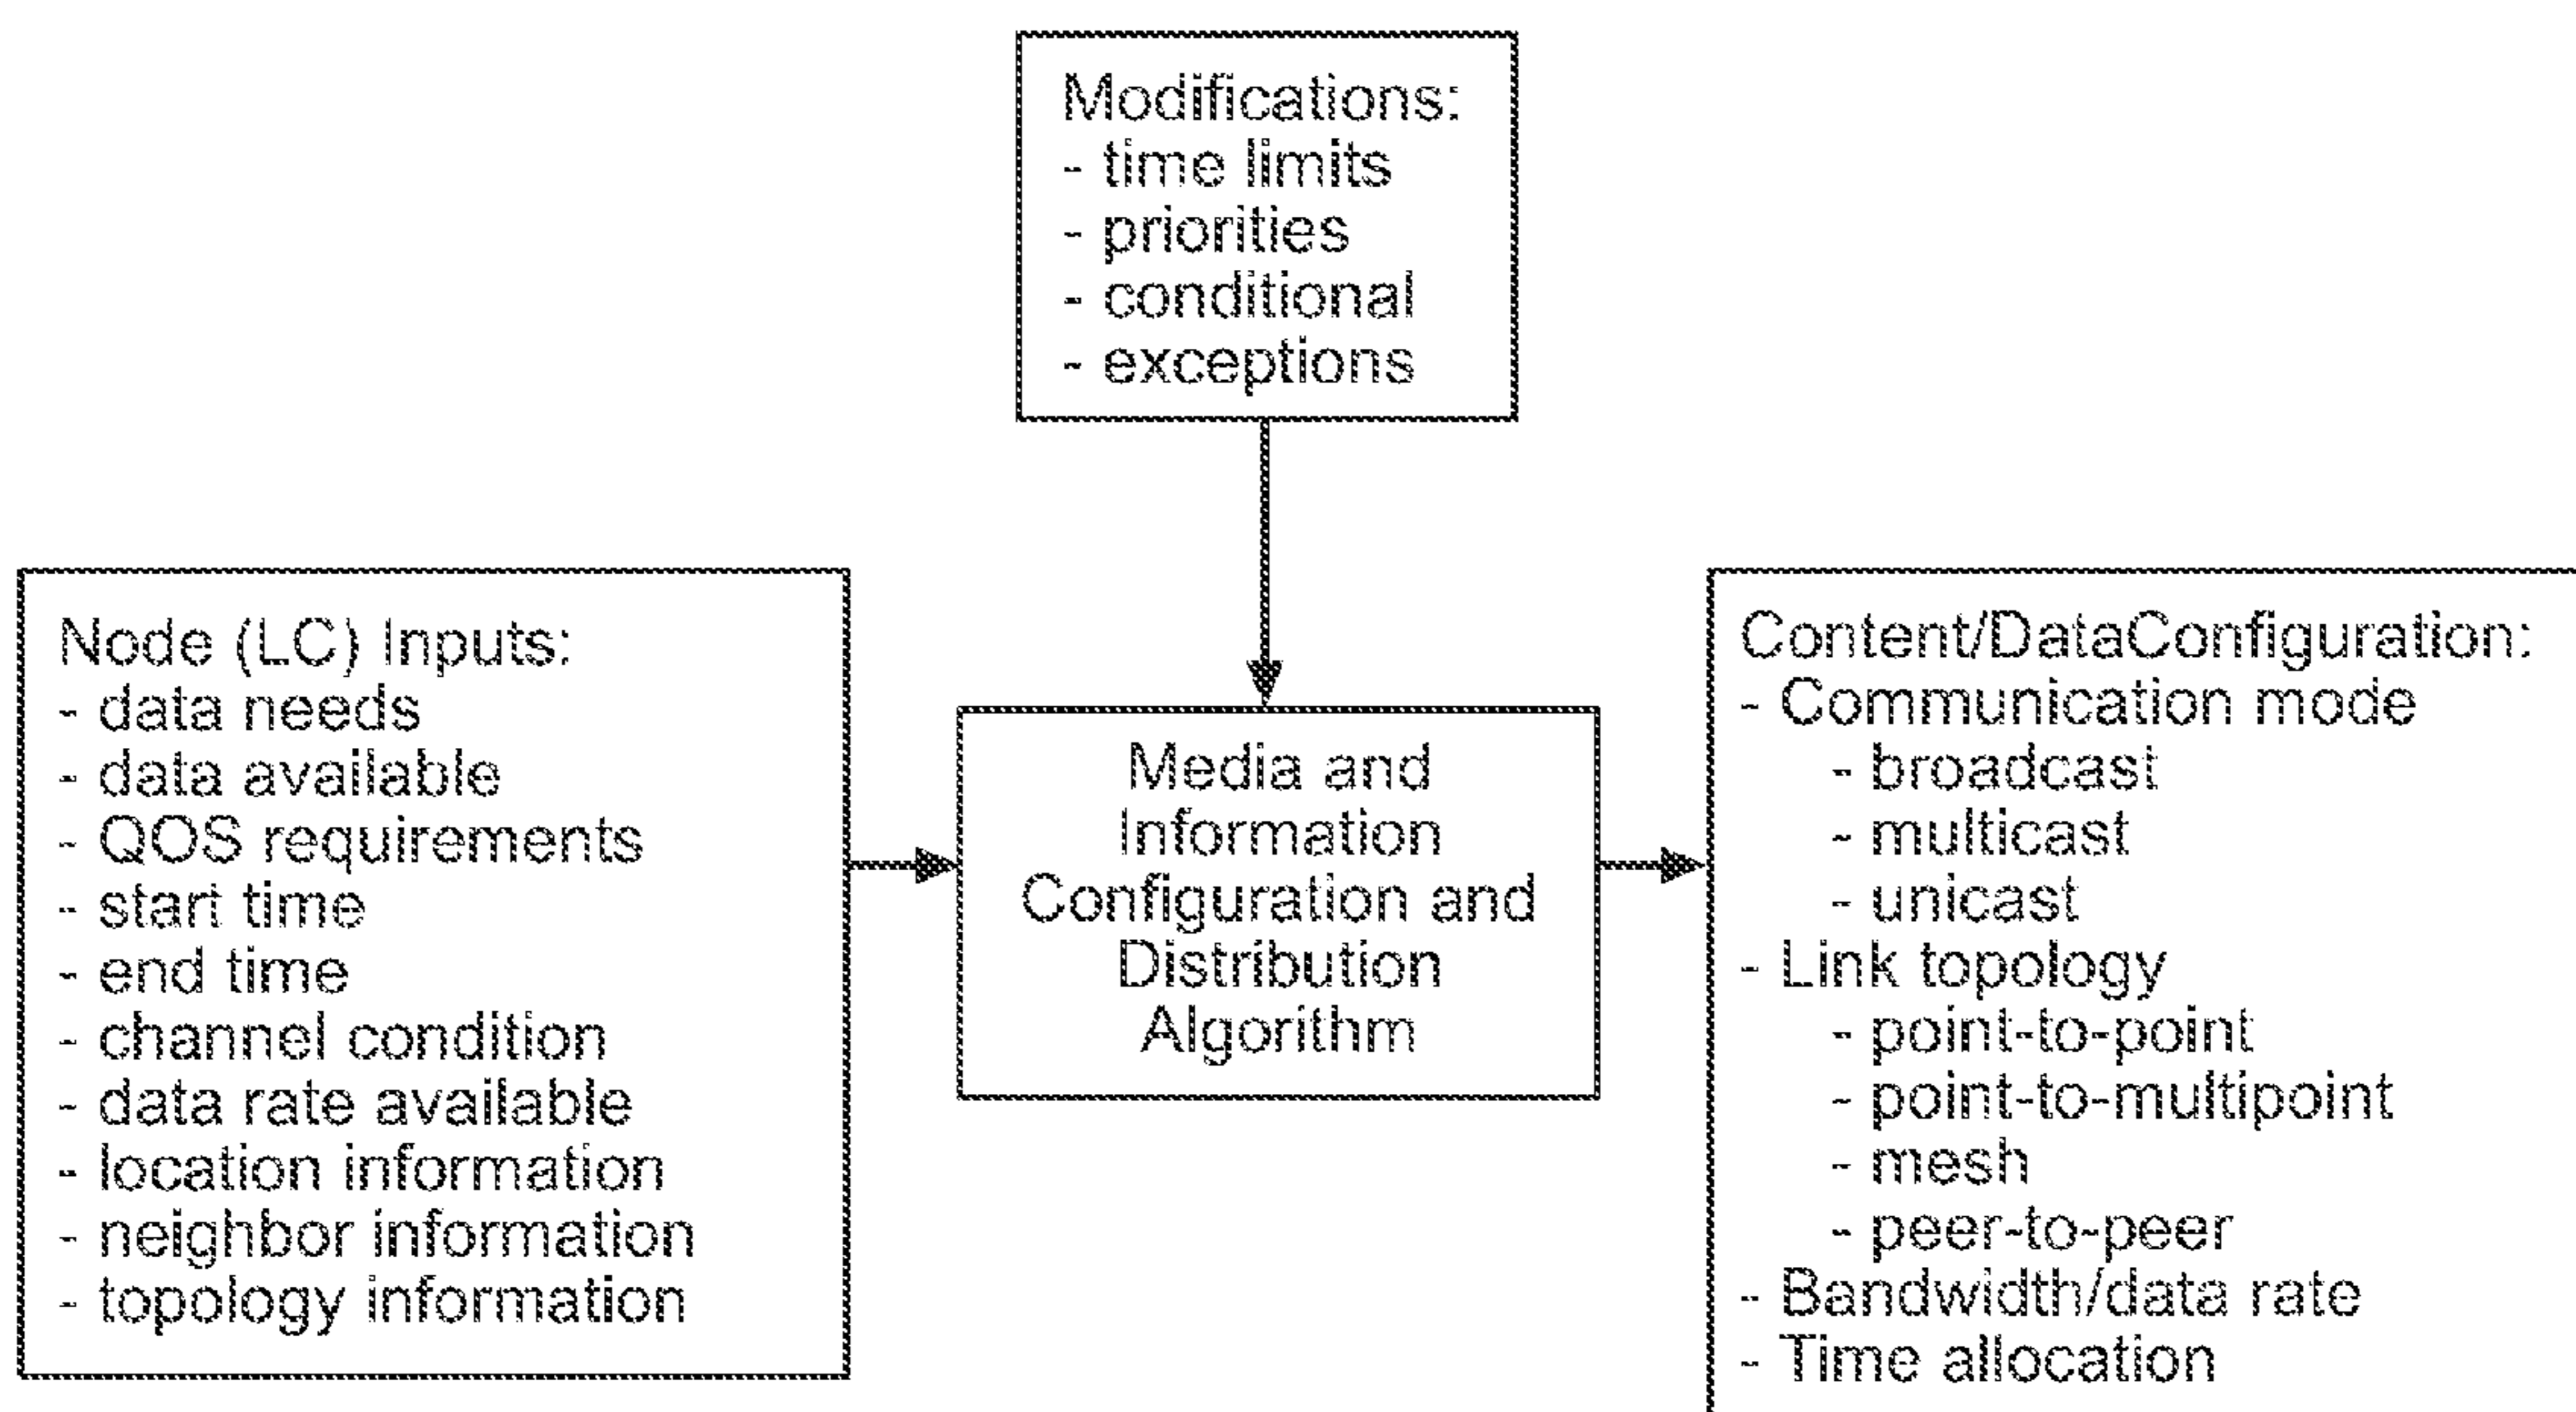 Modifications:
- time limits
- priorities
- conditional
- exceptions
Node (LC) Inputs:
- data needs
- data available
- QOS requirements
- start time
- end time
- channel condition
- data rate available
- location information
- neighbor information
- topology information
Media and
Information
Configuration and
Distribution
Algorithm
Content/DataConfiguration:
- Communication mode
- broadcast
- multicast
- unicast
- Link topology
- point-to-point
- point-to-multipoint
- mesh
- peer-to-peer
- Bandwidth/data rate
- Time allocation